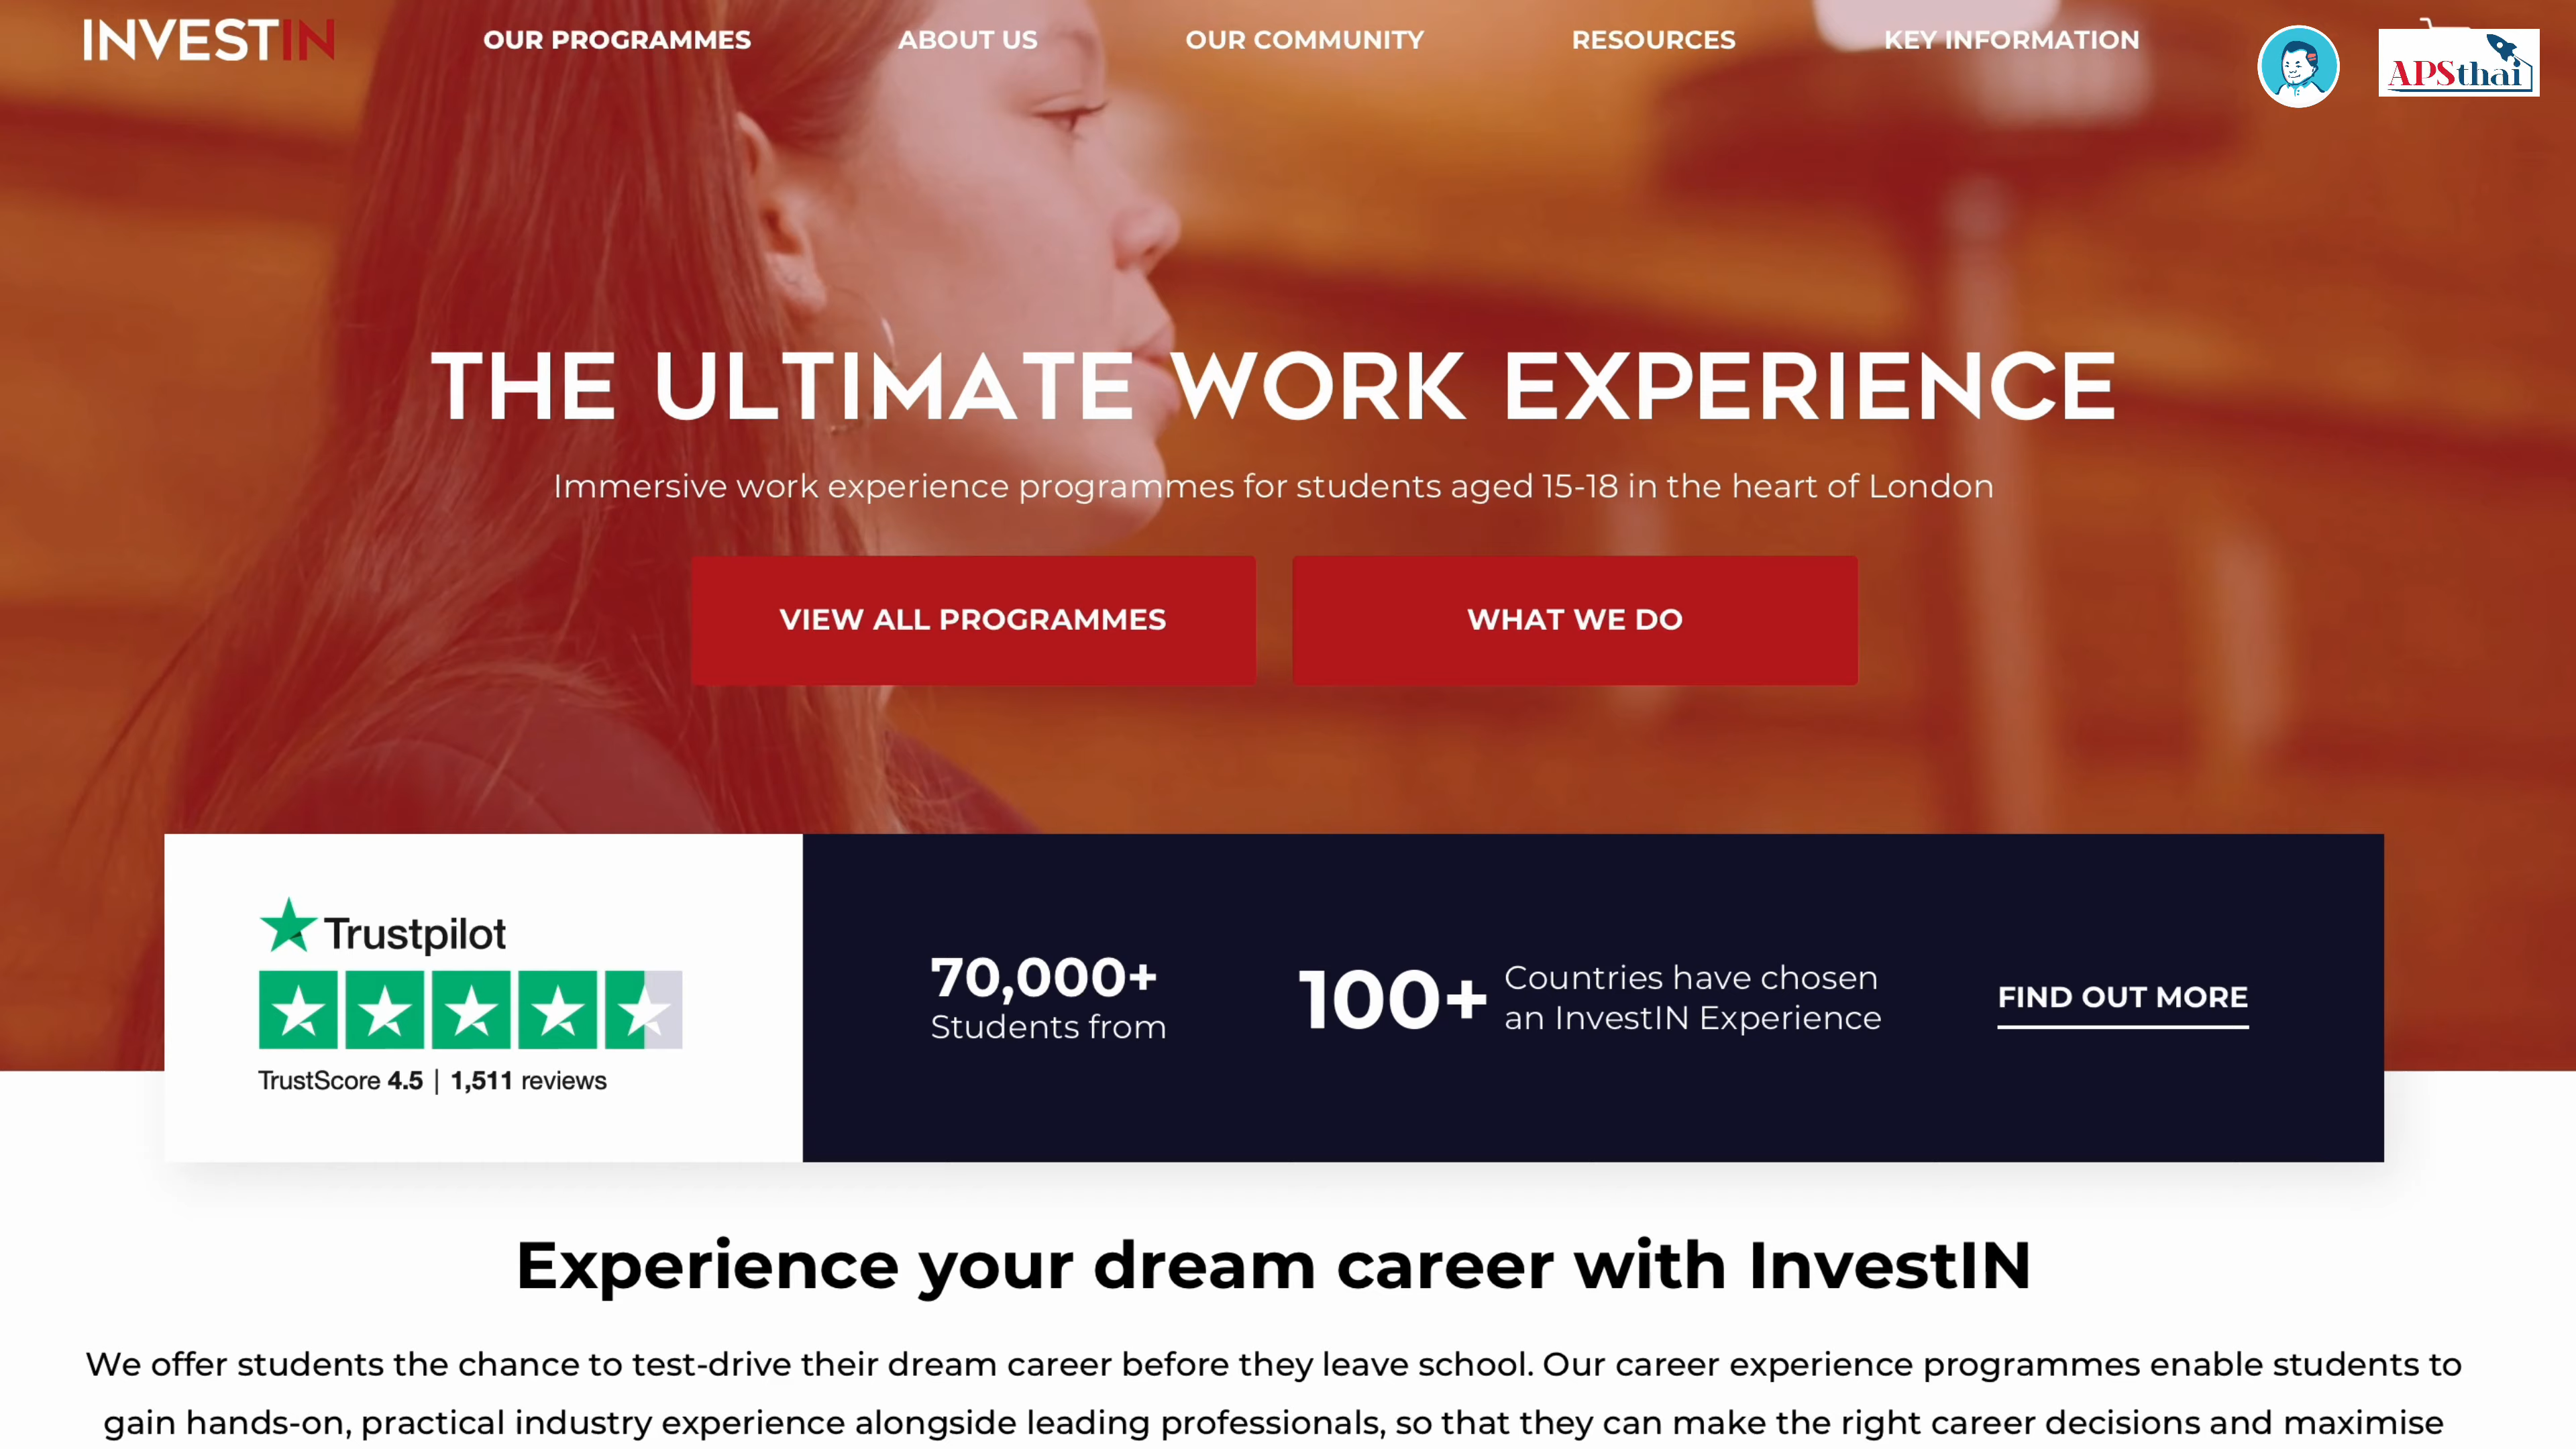 INVESTIN
OUR PROGRAMMES
ABOUT US
OUR COMMUNITY
RESOURCES
KEY INFORMATION
APSthai
THE ULTIMATE WORK EXPERIENCE
Immersive work experience programmes for students aged 15-18 in the heart of London
VIEW ALL PROGRAMMES
WHAT WE DO
Trustpilot
TrustScore 4.5 | 1,511 reviews
70,000+
Students from
100+
Countries have chosen
an InvestIN Experience
FIND OUT MORE
Experience your dream career with InvestIN
We offer students the chance to test-drive their dream career before they leave school. Our career experience programmes enable students to
gain hands-on, practical industry experience alongside leading professionals, so that they can make the right career decisions and maximise